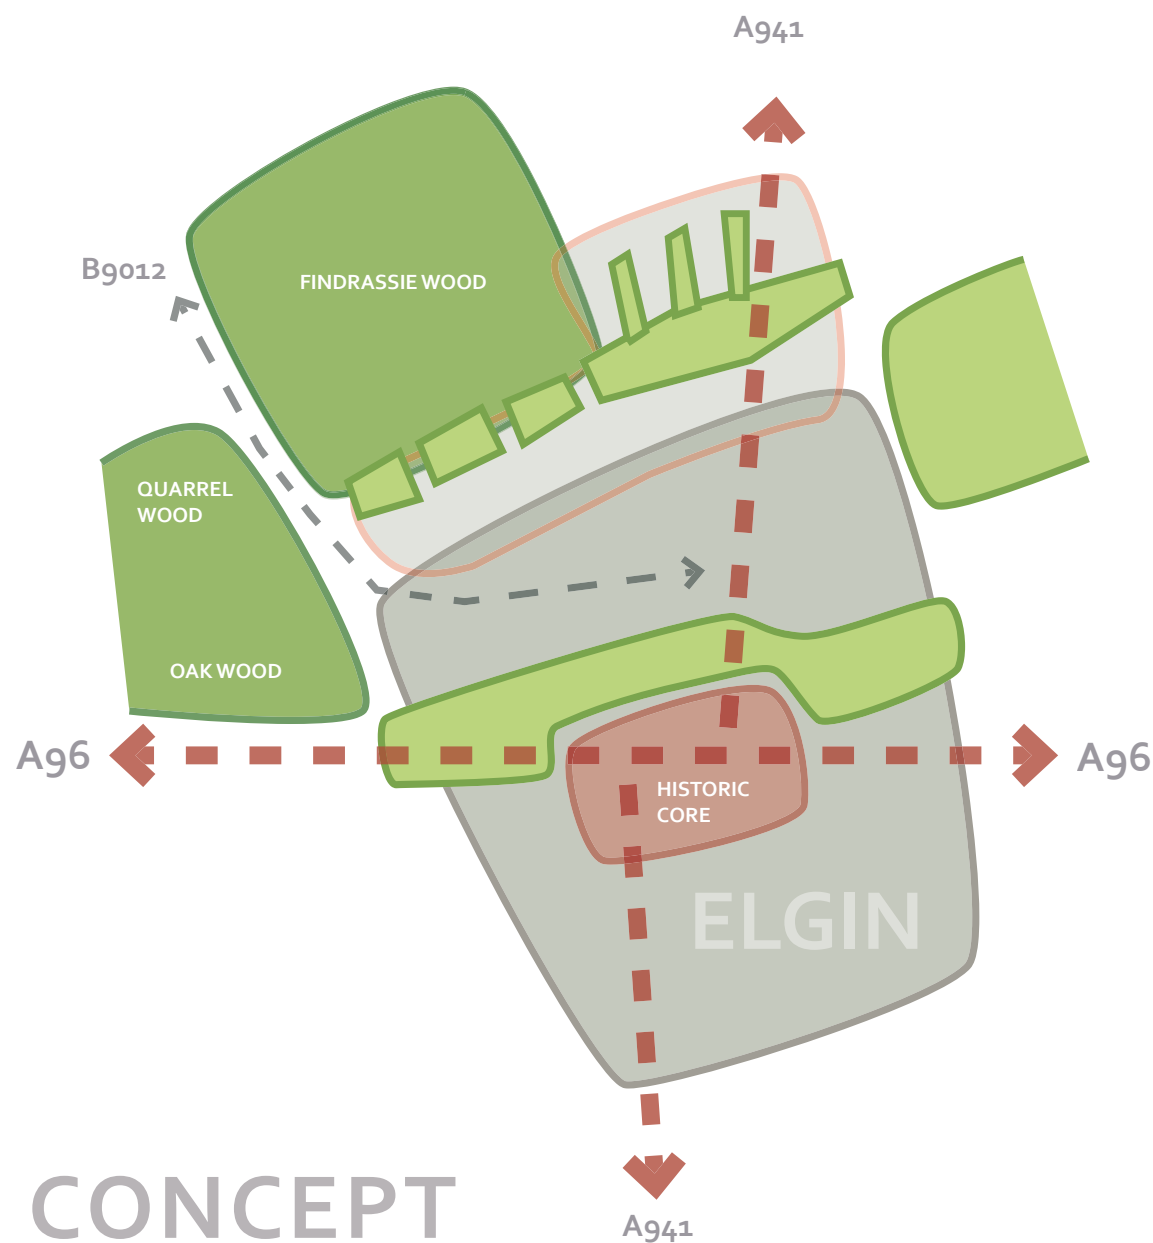 A941
B9012
FINDRASSIE WOOD
QUARREL
WOOD
OAK WOOD
A96
A96
HISTORIC
CORE
ELGIN
CONCEPT
A941